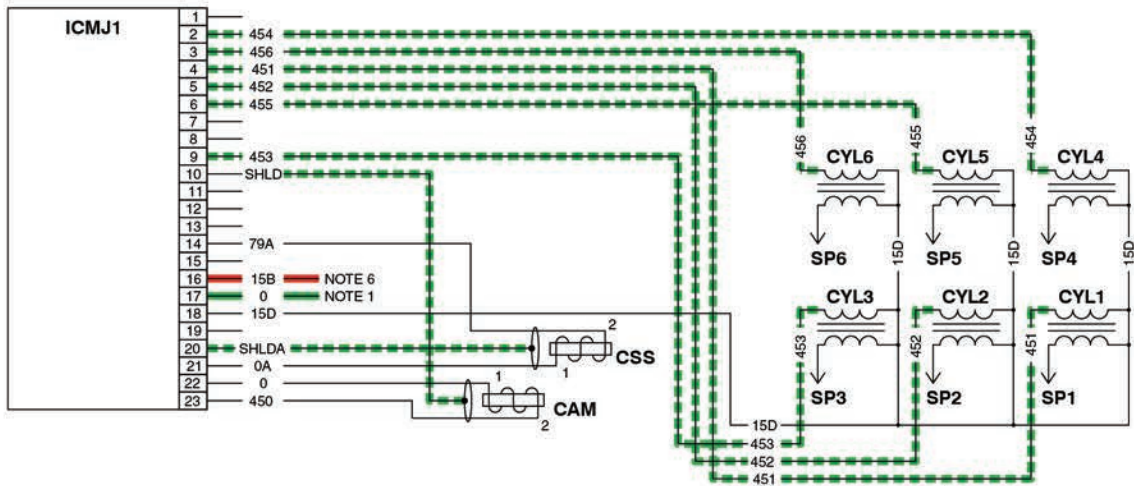 ICMJ1
1
2 454
3 456
4 451
5 452
6 455
7
8
9 453
10 SHLD
11
12
13
14 79A
15
16 15B NOTE 6
17 0 NOTE 1
18 15D
19
20 SHLDA
21 0A
22 0
23 450
2
1
CSS
1
2
CAM
456
455
454
CYL6
CYL5
CYL4
SP6
SP5
SP4
15D
15D
15D
CYL3
CYL2
CYL1
453
452
451
SP3
SP2
SP1
15D
453
452
451